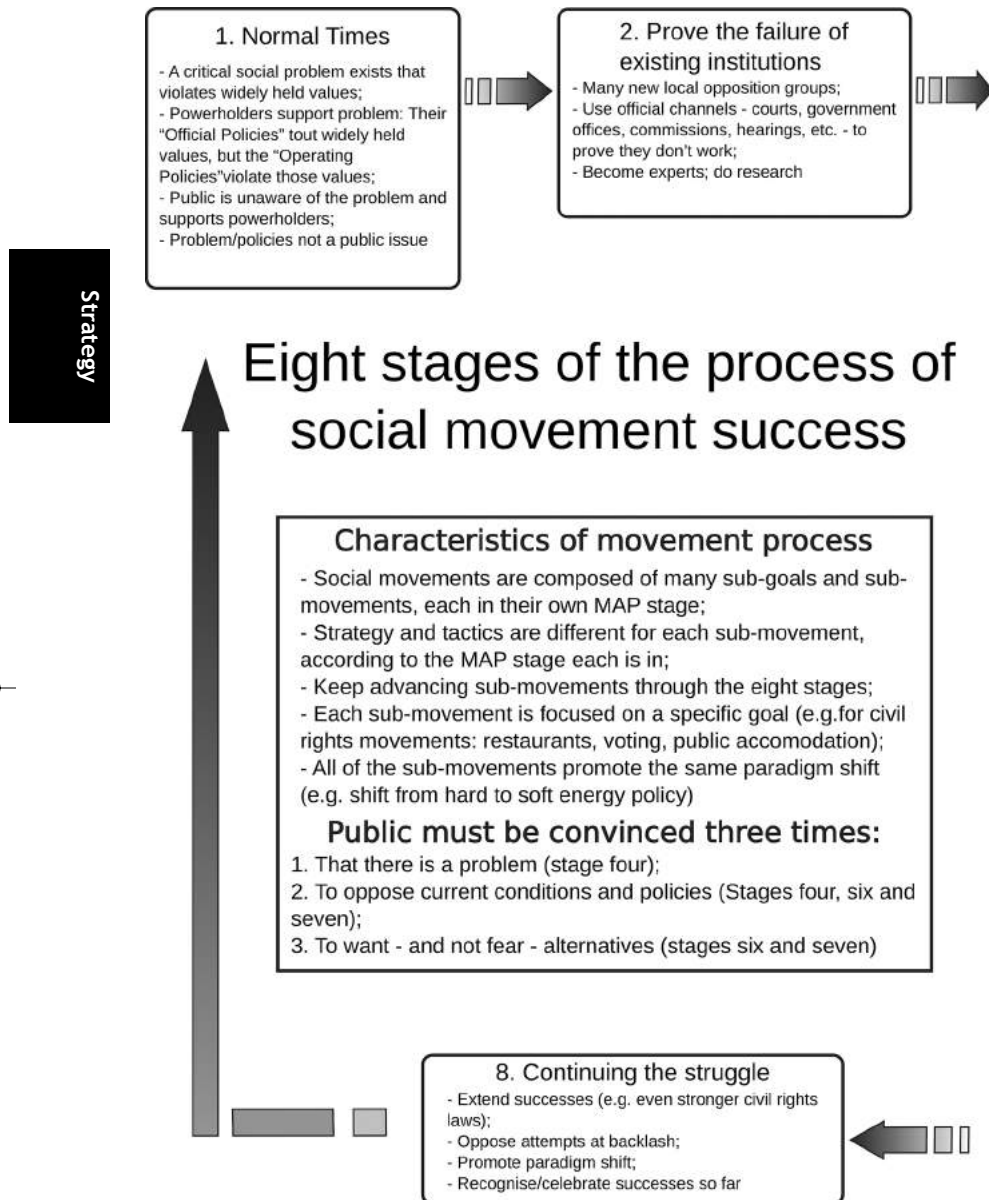 1. Normal Times
- A critical social problem exists that
violates widely held values;
- Powerholders support problem: Their
“Official Policies” tout widely held
values, but the “Operating
Policies”violate those values;
- Public is unaware of the problem and
supports powerholders;
- Problem/policies not a public issue
2. Prove the failure of
existing institutions
- Many new local opposition groups;
- Use official channels - courts, government
offices, commissions, hearings, etc. - to
prove they don’t work;
- Become experts; do research
Strategy
Eight stages of the process of
social movement success
Characteristics of movement process
- Social movements are composed of many sub-goals and sub-
movements, each in their own MAP stage;
- Strategy and tactics are different for each sub-movement,
according to the MAP stage each is in;
- Keep advancing sub-movements through the eight stages;
- Each sub-movement is focused on a specific goal (e.g.for civil
rights movements: restaurants, voting, public accomodation);
- All of the sub-movements promote the same paradigm shift
(e.g. shift from hard to soft energy policy)
Public must be convinced three times:
1. That there is a problem (stage four);
2. To oppose current conditions and policies (Stages four, six and
seven);
3. To want - and not fear - alternatives (stages six and seven)
8. Continuing the struggle
- Extend successes (e.g. even stronger civil rights
laws);
- Oppose attempts at backlash;
- Promote paradigm shift;
- Recognise/celebrate successes so far